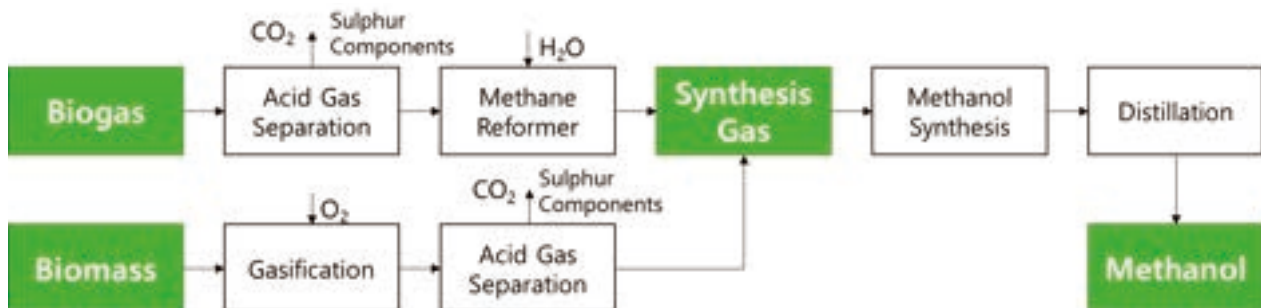 CO₂
Sulphur
Components
H₂O
Biogas
Acid Gas
Separation
Methane
Reformer
Synthesis
Gas
Methanol
Synthesis
Distillation
O₂
CO₂
Sulphur
Components
Biomass
Gasification
Acid Gas
Separation
Methanol